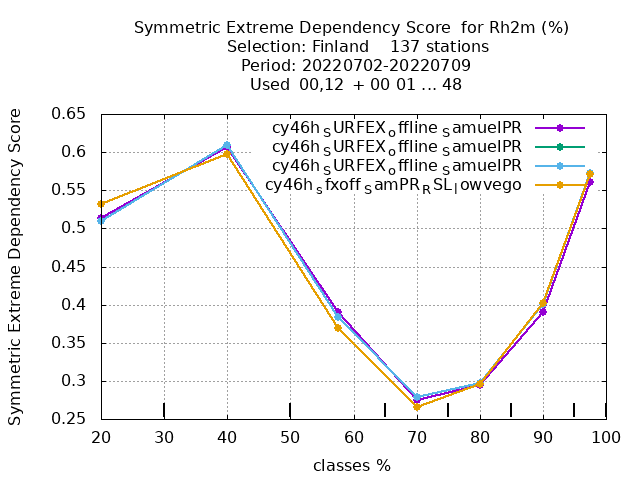 Symmetric Extreme Dependency Score for Rh2m (%)
Selection: Finland 137 stations
Period: 20220702-20220709
Used 00,12 + 00 01 ... 48
Symmetric Extreme Dependency Score
0.65
0.6
0.55
0.5
0.45
0.4
0.35
0.3
0.25
cy46h_SURFEX_offline_SamuelPR
cy46h_SURFEX_offline_SamuelPR
cy46h_SURFEX_offline_SamuelPR
cy46h_sfxoff_SamPR_RSL_lowvego
20 30 40 50 60 70 80 90 100
classes %